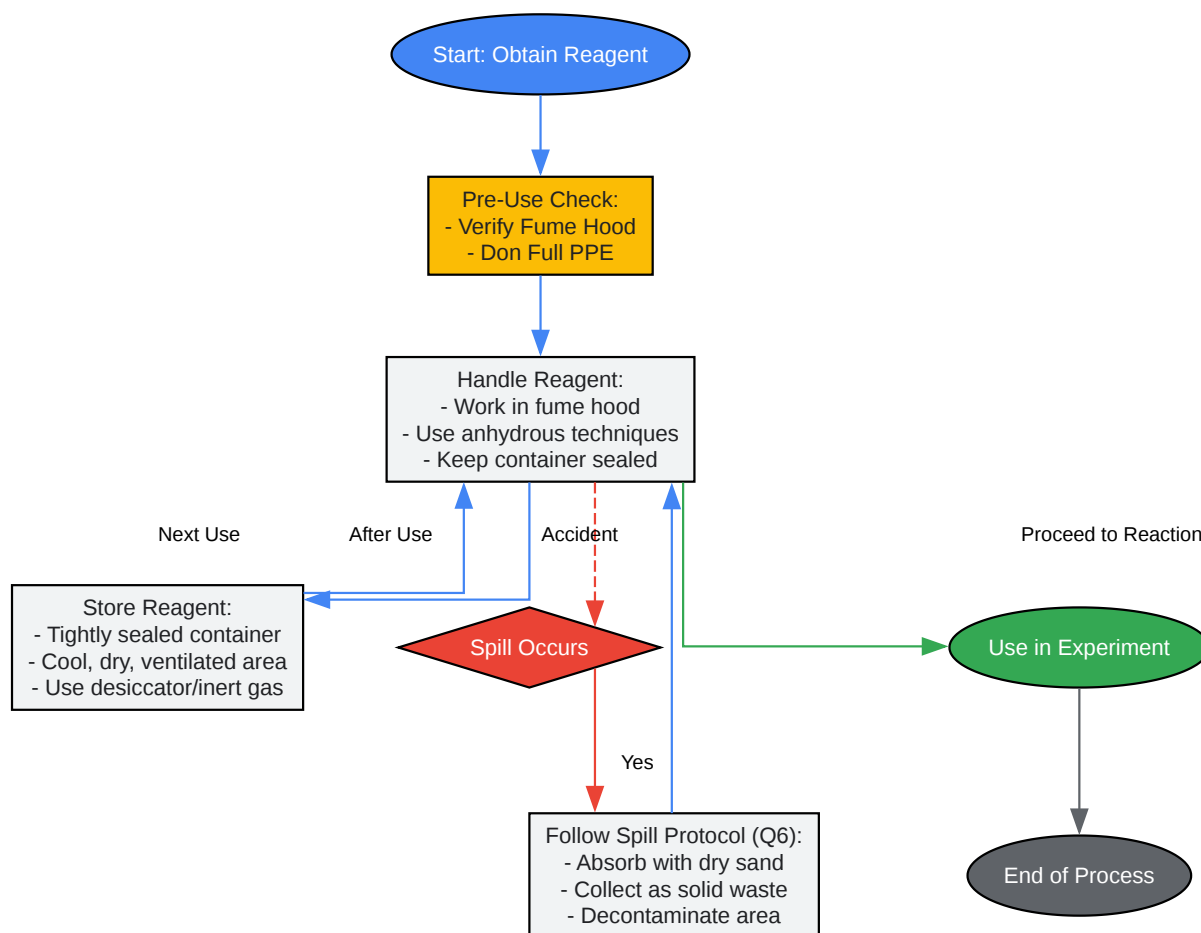 Start: Obtain Reagent
Pre-Use Check:
- Verify Fume Hood
- Don Full PPE
Handle Reagent:
- Work in fume hood
- Use anhydrous techniques
- Keep container sealed
Next Use
After Use
Accident
Proceed to Reaction
Store Reagent:
- Tightly sealed container
- Cool, dry, ventilated area
- Use desiccator/inert gas
Spill Occurs
Use in Experiment
Yes
Follow Spill Protocol (Q6):
- Absorb with dry sand
- Collect as solid waste
- Decontaminate area
End of Process